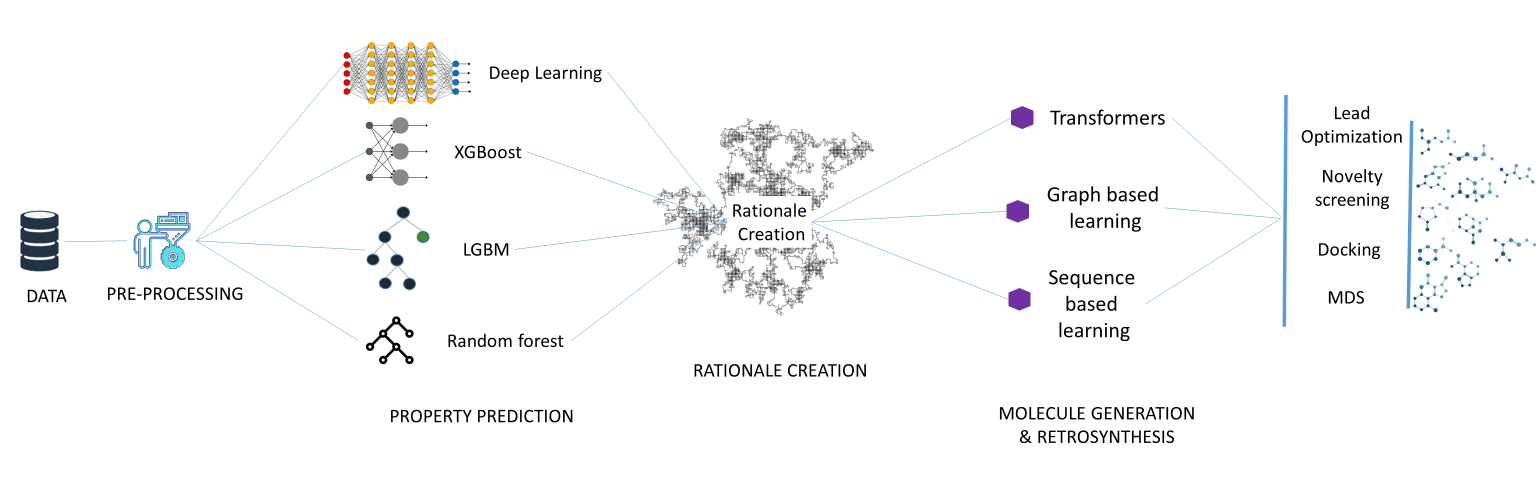 DATA
PRE-PROCESSING
Deep Learning
XGBoost
LGBM
Random forest
PROPERTY PREDICTION
Rationale
Creation
RATIONALE CREATION
Transformers
Graph based
learning
Sequence
based
learning
MOLECULE GENERATION
& RETROSYNTHESIS
Lead
Optimization
Novelty
screening
Docking
MDS